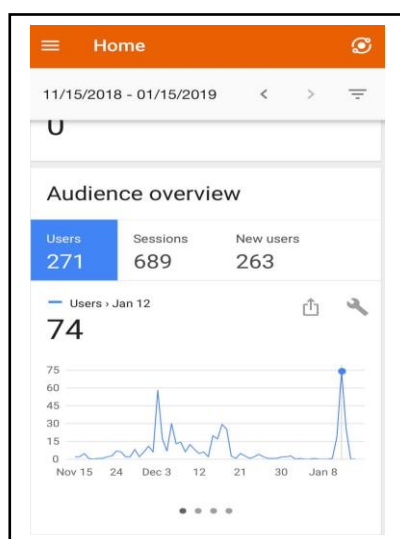 Home
11/15/2018 - 01/15/2019
0
Audience overview
Users Sessions New users
271 689 263
Users › Jan 12
74
75
60
45
30
15
0
Nov 15 24 Dec 3 12 21 30 Jan 8